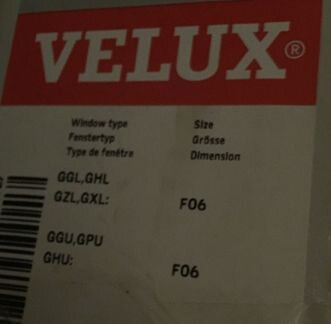 VELUX®
Window type Size
Fenstertyp Grösse
Type de fenêtre Dimension
GGL,GHL
GZL,GXL: F06
GGU,GPU
GHU: F06